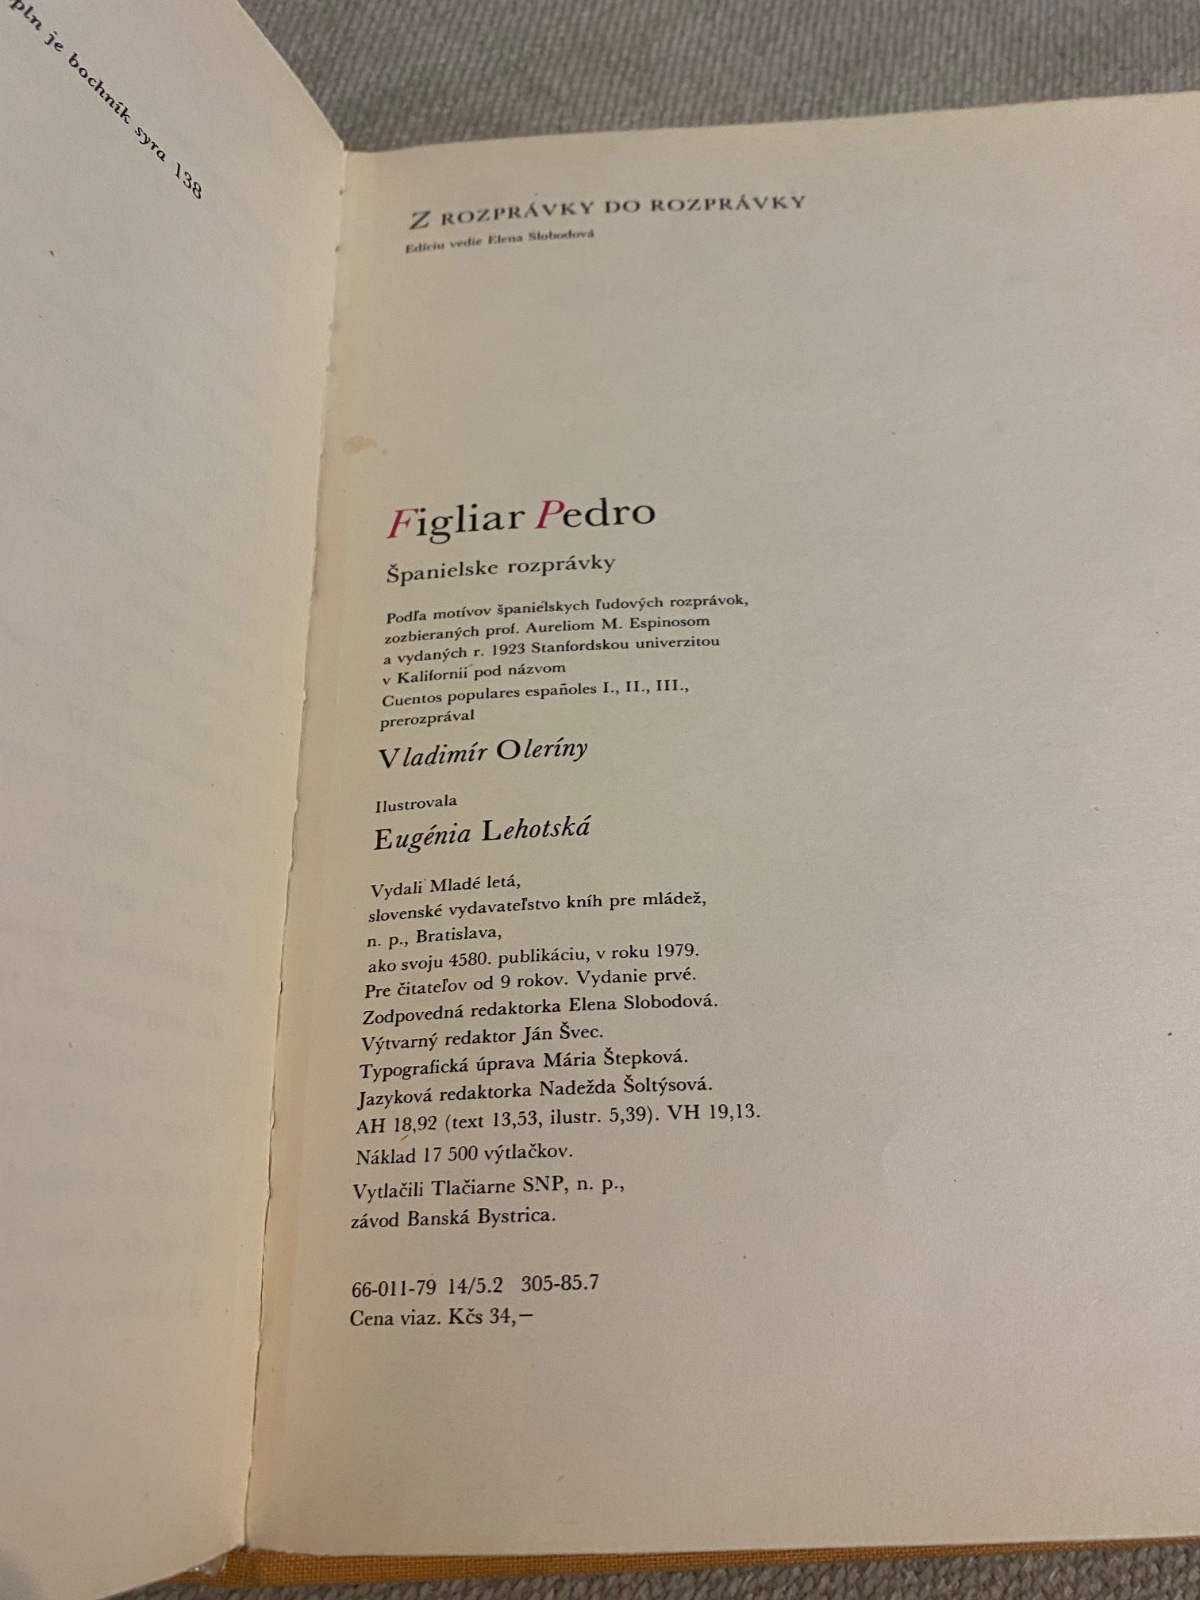 je bochník syra 138
Z ROZPRÁVKY DO ROZPRÁVKY
Edíciu vedie Elena Slobodová
Figliar Pedro
Španielske rozprávky
Podľa motívov španielskych ľudových rozprávok,
zozbieraných prof. Aureliom M. Espinosom
a vydaných r. 1923 Stanfordskou univerzitou
v Kalifornii pod názvom
Cuentos populares españoles I., II., III.,
prerozprával
Vladimír Oleríny
Ilustrovala
Eugénia Lehotská
Vydali Mladé letá,
slovenské vydavateľstvo kníh pre mládež,
n. p., Bratislava,
ako svoju 4580. publikáciu, v roku 1979.
Pre čitateľov od 9 rokov. Vydanie prvé.
Zodpovedná redaktorka Elena Slobodová.
Výtvarný redaktor Ján Švec.
Typografická úprava Mária Štepková.
Jazyková redaktorka Nadežda Šoltýsová.
AH 18,92 (text 13,53, ilustr. 5,39). VH 19,13.
Náklad 17 500 výtlačkov.
Vytlačili Tlačiarne SNP, n. p.,
závod Banská Bystrica.
66-011-79 14/5.2 305-85.7
Cena viaz. Kčs 34,—